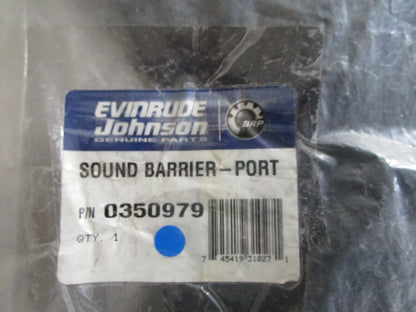 EVINRUDE
Johnson
GENUINE PARTS
BRP
SOUND BARRIER-PORT
P/N 0350979
QTY. 1
7 45419 31027 1